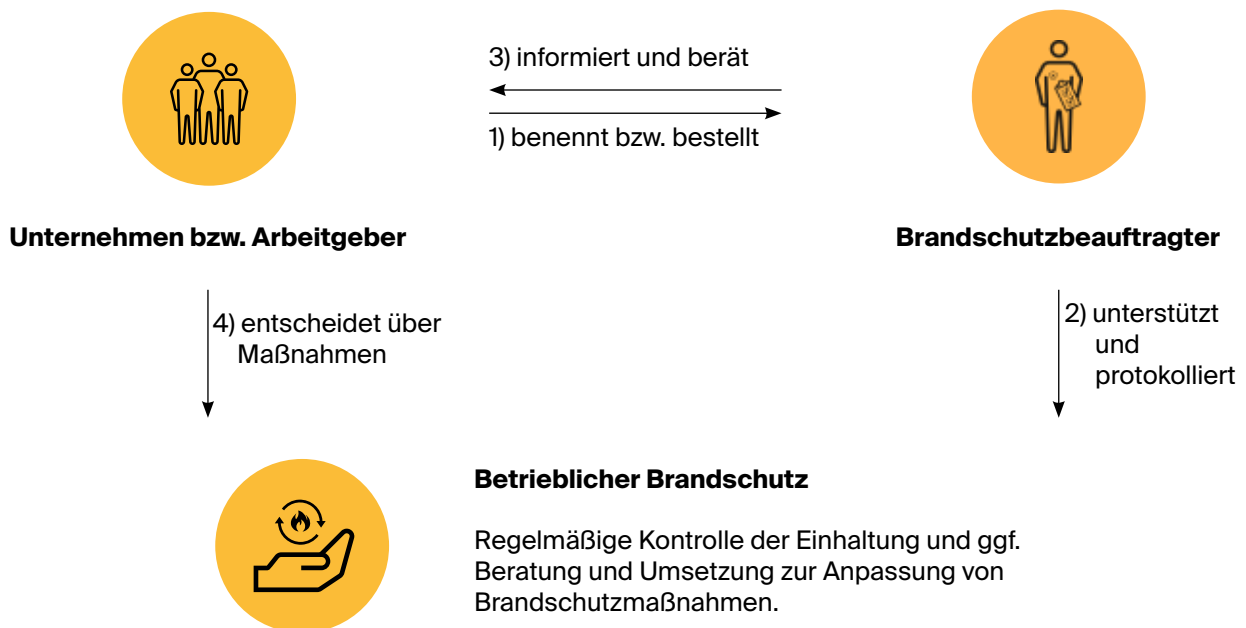 3) informiert und berät
1) benennt bzw. bestellt
Unternehmen bzw. Arbeitgeber
Brandschutzbeauftragter
4) entscheidet über
Maßnahmen
2) unterstützt
und
protokolliert
Betrieblicher Brandschutz
Regelmäßige Kontrolle der Einhaltung und ggf.
Beratung und Umsetzung zur Anpassung von
Brandschutzmaßnahmen.